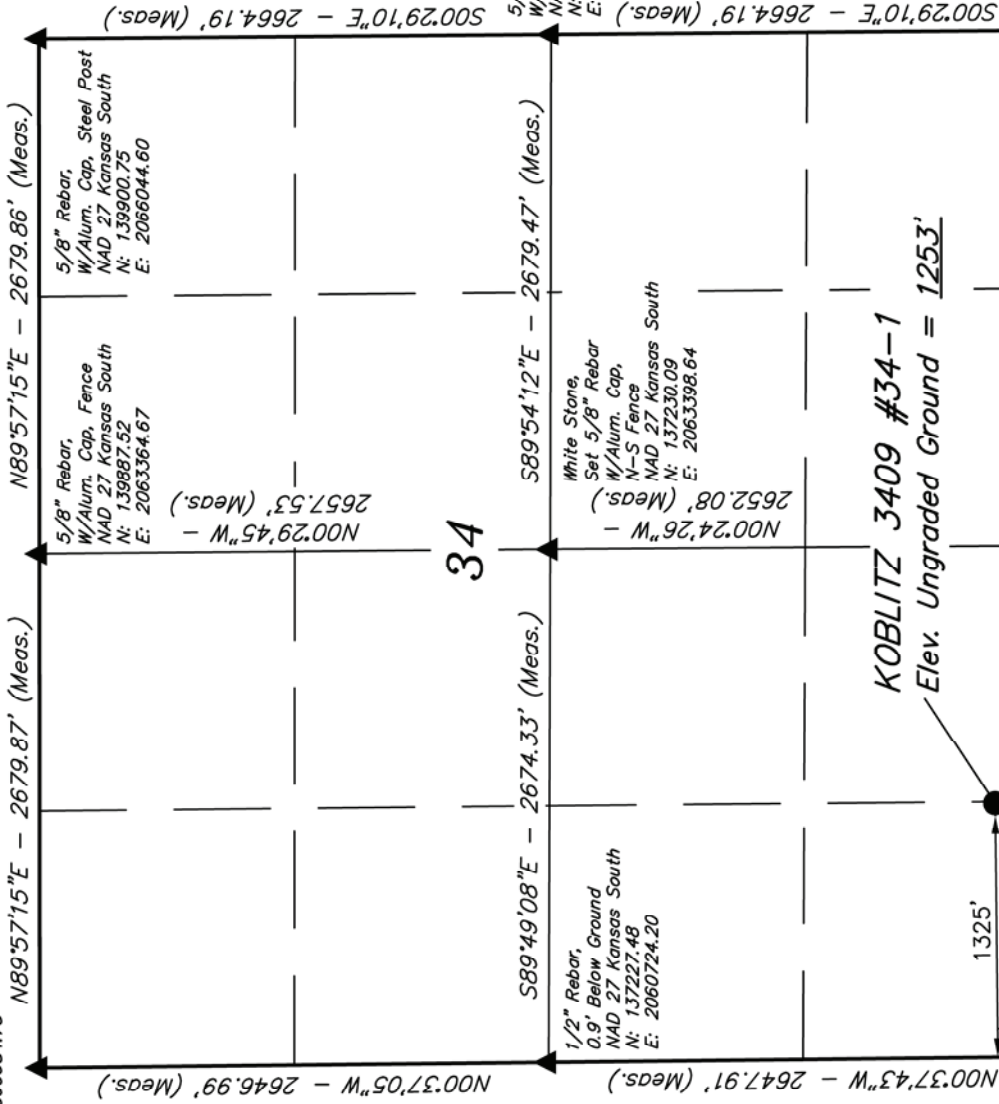 N89°57'15"E - 2679.87' (Meas.)
N89°57'15"E - 2679.86' (Meas.)
N00°37'05"W - 2646.99' (Meas.)
5/8" Rebar,
W/Alum. Cap, Fence
NAD 27 Kansas South
N: 139887.52
E: 2063364.67
5/8" Rebar,
W/Alum. Cap, Steel Post
NAD 27 Kansas South
N: 139900.75
E: 2066044.60
N00°29'45"W -
2657.53' (Meas.)
S00°29'10"E - 2664.19' (Meas.)
34
S89°49'08"E - 2674.33' (Meas.)
S89°54'12"E - 2679.47' (Meas.)
5/
W/
N
N:
E:
1/2" Rebar,
0.9' Below Ground
NAD 27 Kansas South
N: 137227.48
E: 2060724.20
White Stone,
Set 5/8" Rebar
W/Alum. Cap,
N-S Fence
NAD 27 Kansas South
N: 137230.09
E: 2063398.64
N00°37'43"W - 2647.91' (Meas.)
N00°24'26"W -
2652.08' (Meas.)
S00°29'10"E - 2664.19' (Meas.)
KOBLITZ 3409 #34-1
Elev. Ungraded Ground = 1253'
1325'